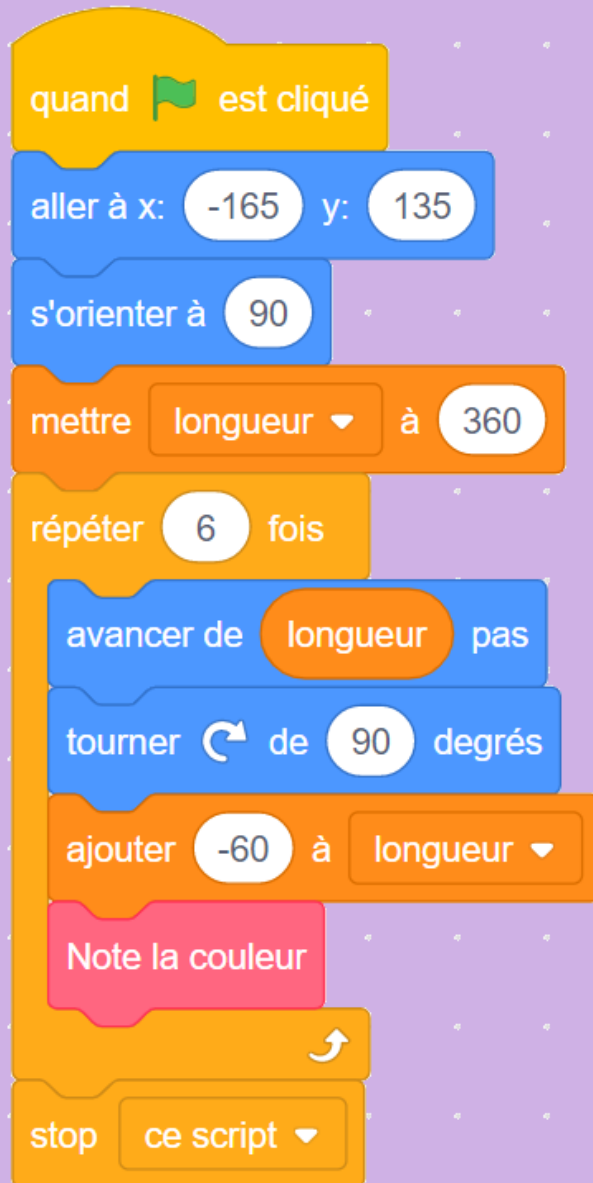 quand est cliqué
aller à x: -165 y: 135
s'orienter à 90
mettre longueur à 360
répéter 6 fois
avancer de longueur pas
tourner de 90 degrés
ajouter -60 à longueur
Note la couleur
stop ce script